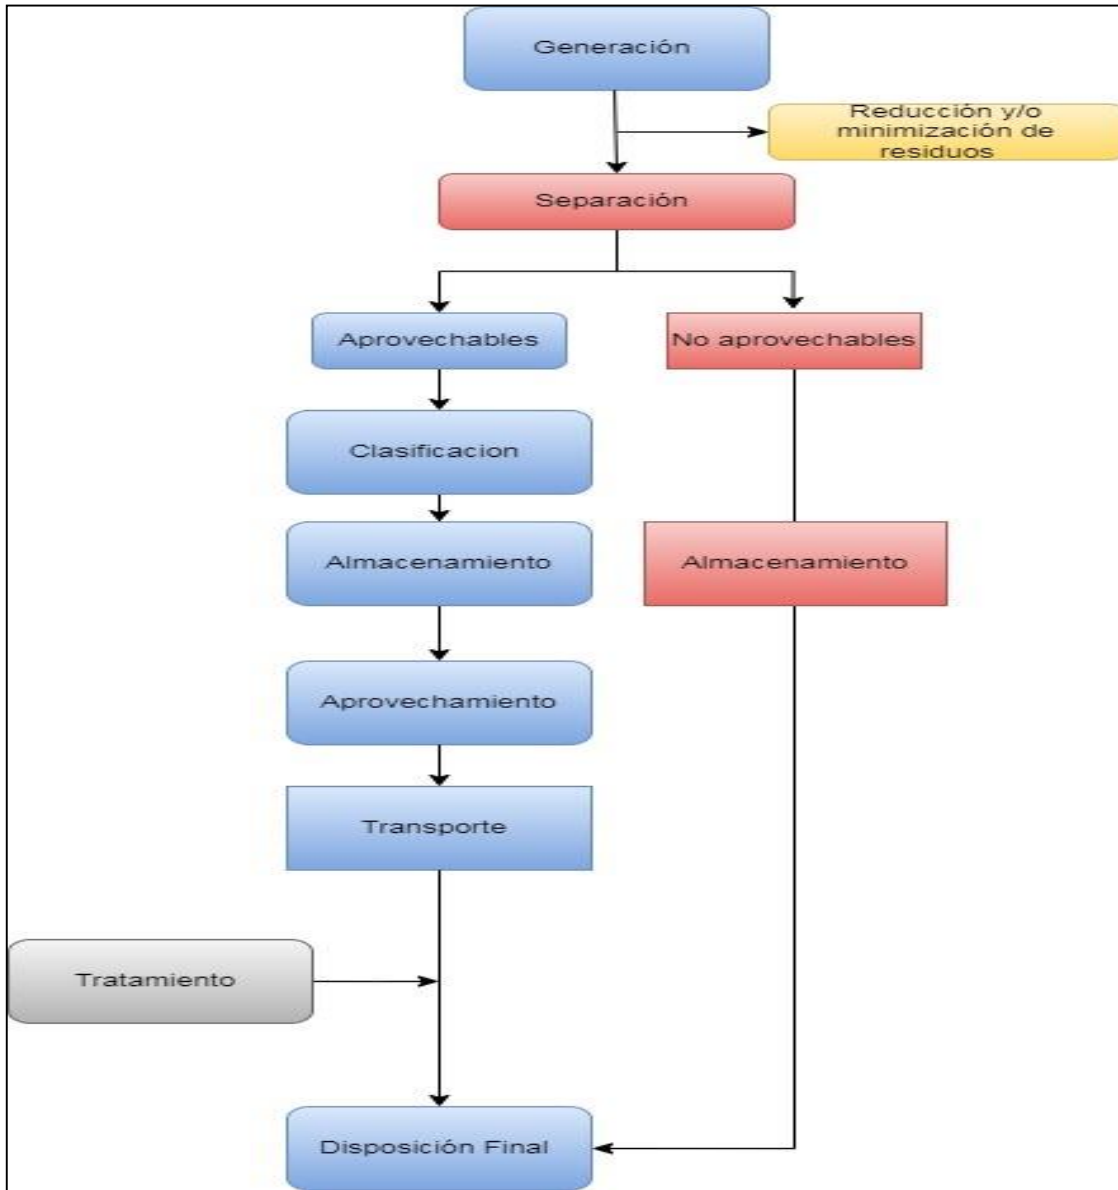 Generación
Reducción y/o
minimización de
residuos
Separación
Aprovechables
No aprovechables
Clasificacion
Almacenamiento
Almacenamiento
Aprovechamiento
Transporte
Tratamiento
Disposición Final